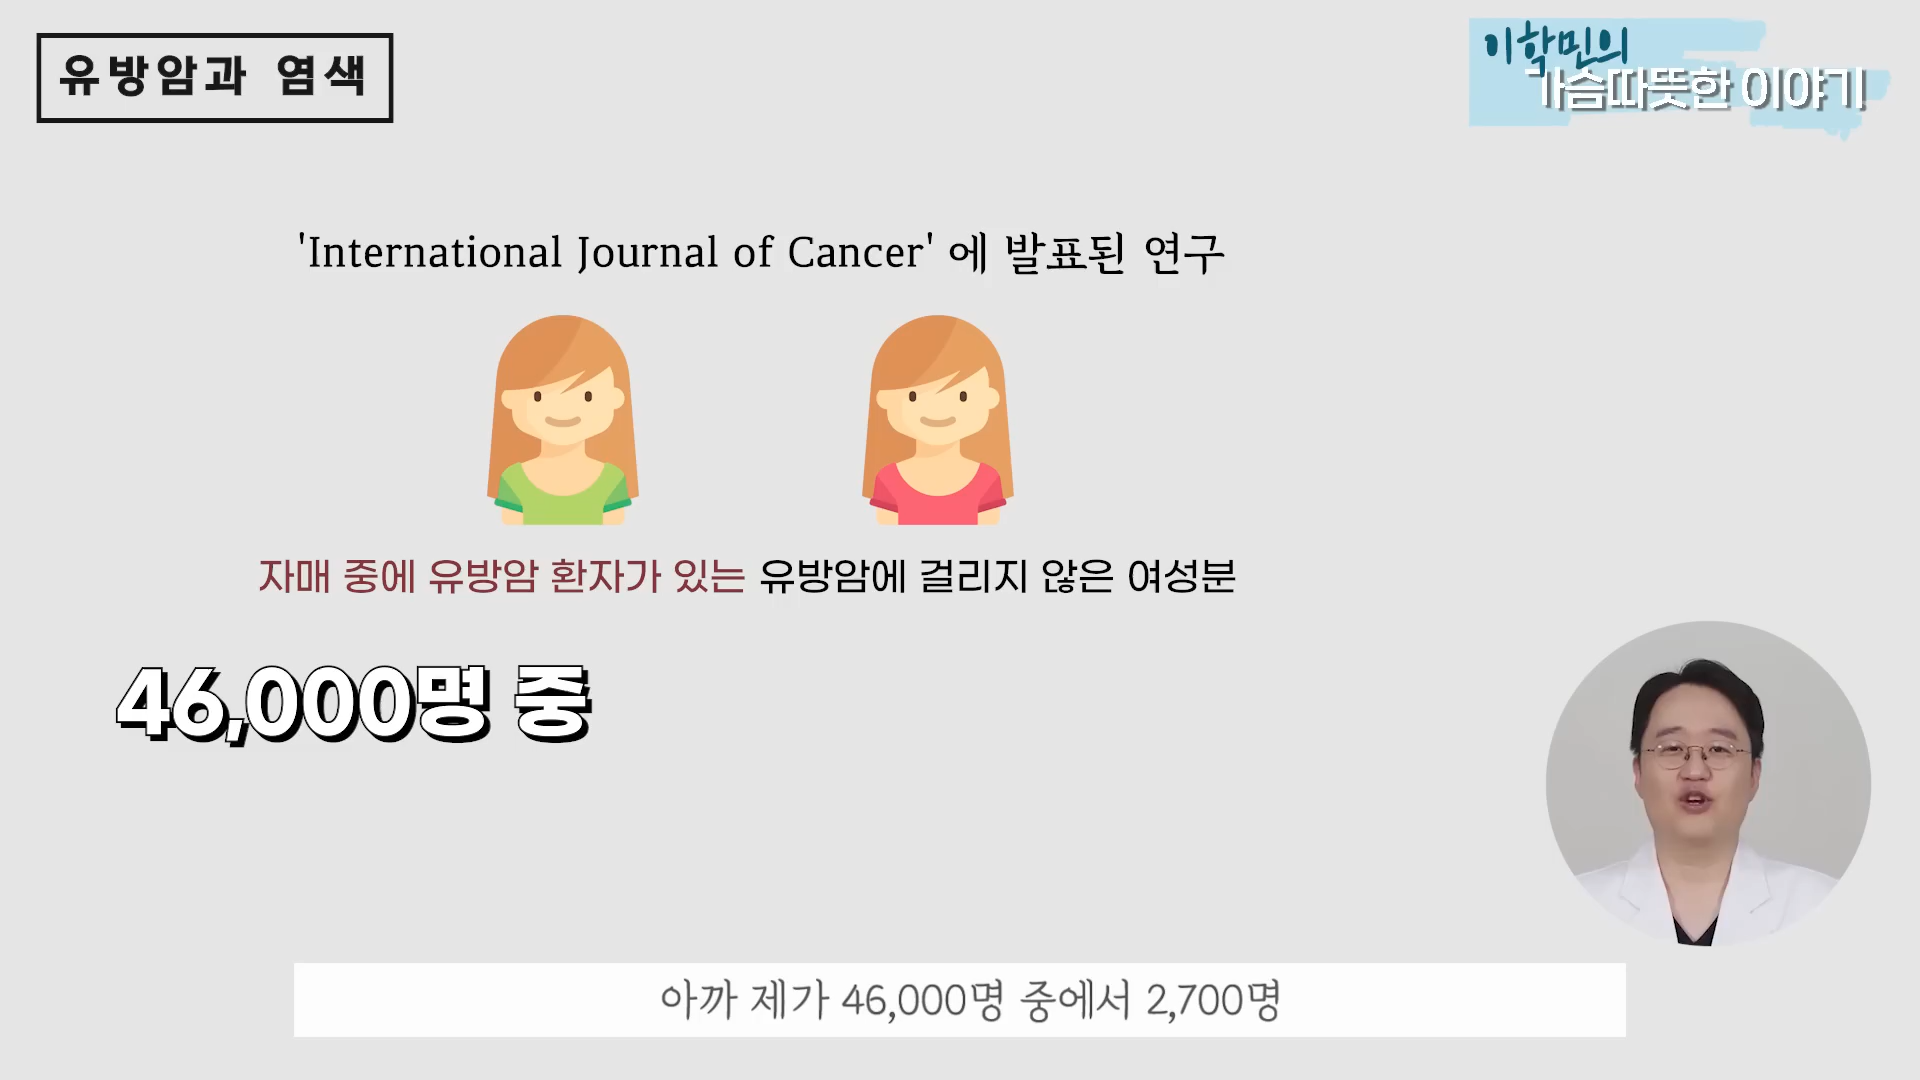 유방암과 염색
이학민의
가슴따뜻한 이야기
'International Journal of Cancer' 에 발표된 연구
자매 중에 유방암 환자가 있는 유방암에 걸리지 않은 여성분
46,000명 중
아까 제가 46,000명 중에서 2,700명